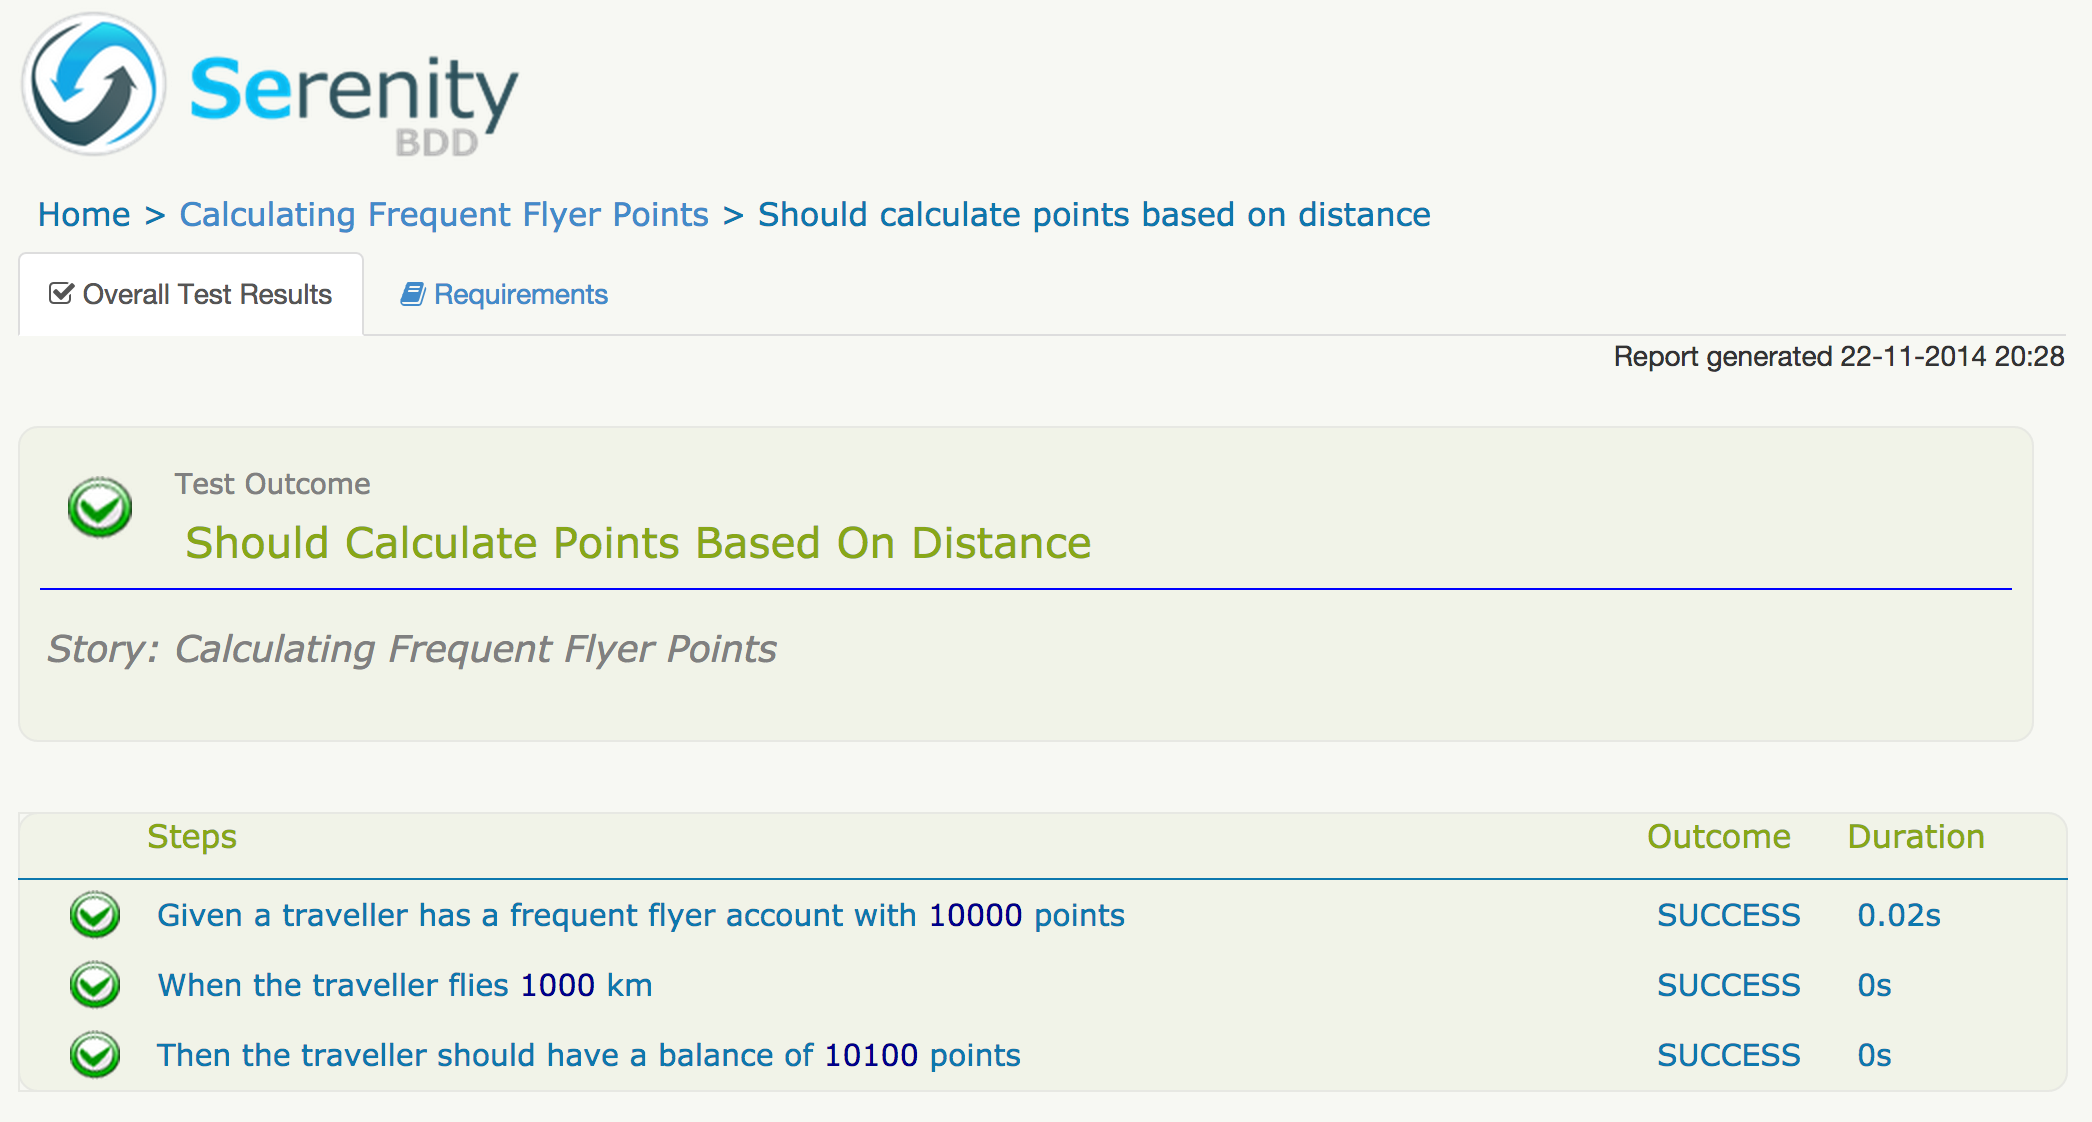 Serenity
BDD
Home > Calculating Frequent Flyer Points > Should calculate points based on distance
Overall Test Results Requirements
Report generated 22-11-2014 20:28
Test Outcome
Should Calculate Points Based On Distance
Story: Calculating Frequent Flyer Points
Steps Outcome Duration
Given a traveller has a frequent flyer account with 10000 points SUCCESS 0.02s
When the traveller flies 1000 km SUCCESS 0s
Then the traveller should have a balance of 10100 points SUCCESS 0s